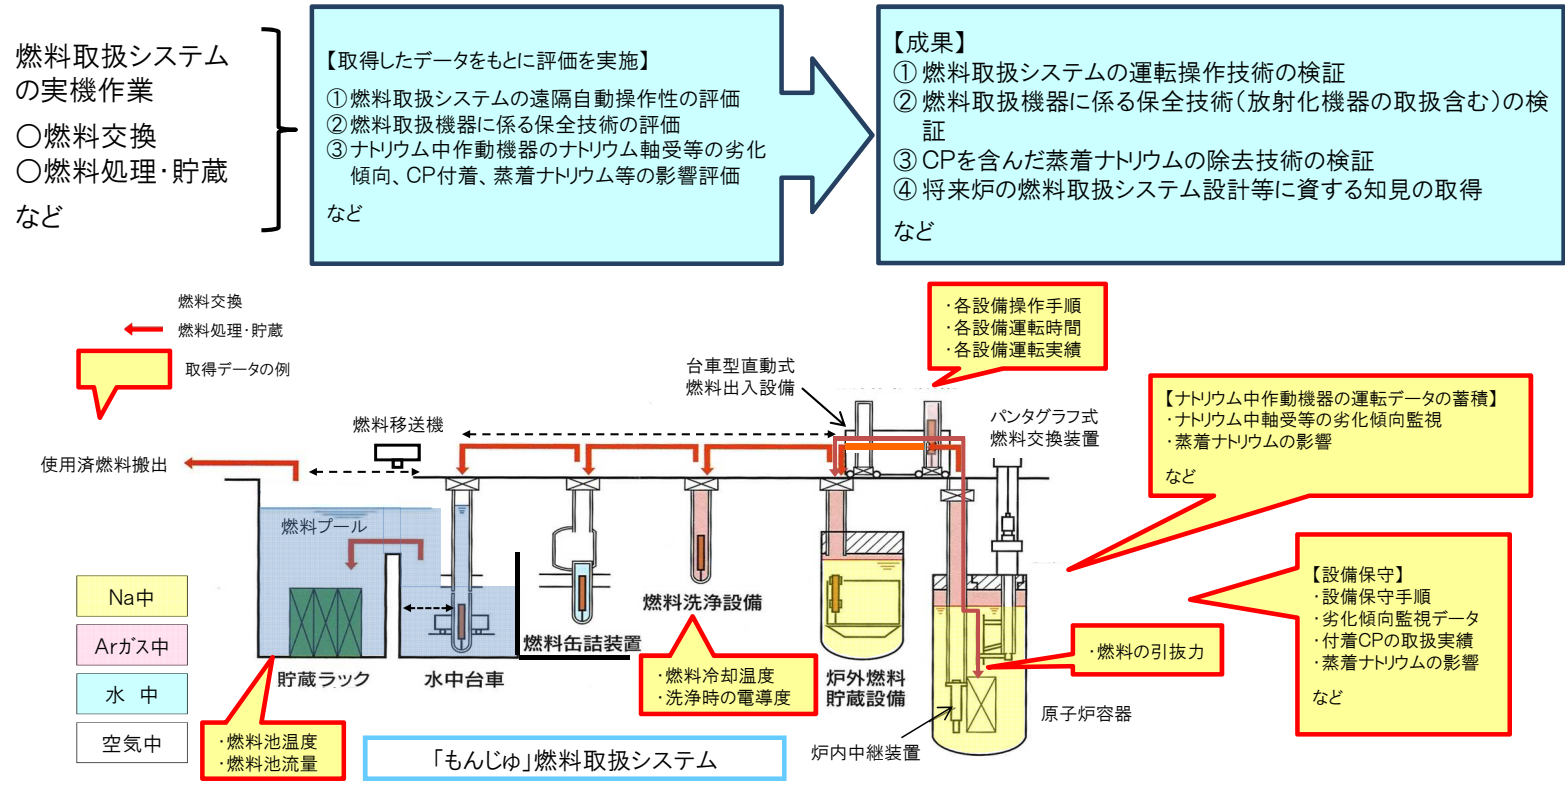 燃料取扱システム
の実機作業
〇燃料交換
〇燃料処理・貯蔵
など
【取得したデータをもとに評価を実施】
①燃料取扱システムの遠隔自動操作性の評価
②燃料取扱機器に係る保全技術の評価
③ナトリウム中作動機器のナトリウム軸受等の劣化
傾向、CP付着、蒸着ナトリウム等の影響評価
など
【成果】
① 燃料取扱システムの運転操作技術の検証
② 燃料取扱機器に係る保全技術（放射化機器の取扱含む）の検
証
③ CPを含んだ蒸着ナトリウムの除去技術の検証
④ 将来炉の燃料取扱システム設計等に資する知見の取得
など
燃料交換
燃料処理・貯蔵
取得データの例
・各設備操作手順
・各設備運転時間
・各設備運転実績
台車型直動式
燃料出入設備
パンタグラフ式
燃料交換装置
【ナトリウム中作動機器の運転データの蓄積】
・ナトリウム中軸受等の劣化傾向監視
・蒸着ナトリウムの影響
など
燃料移送機
使用済燃料搬出
燃料プール
【設備保守】
・設備保守手順
・劣化傾向監視データ
・付着CPの取扱実績
・蒸着ナトリウムの影響
など
Na中
Arガス中
水 中
空気中
貯蔵ラック
水中台車
燃料缶詰装置
燃料洗浄設備
炉外燃料
貯蔵設備
・燃料の引抜力
・燃料冷却温度
・洗浄時の電導度
原子炉容器
炉内中継装置
・燃料池温度
・燃料池流量
「もんじゅ」燃料取扱システム